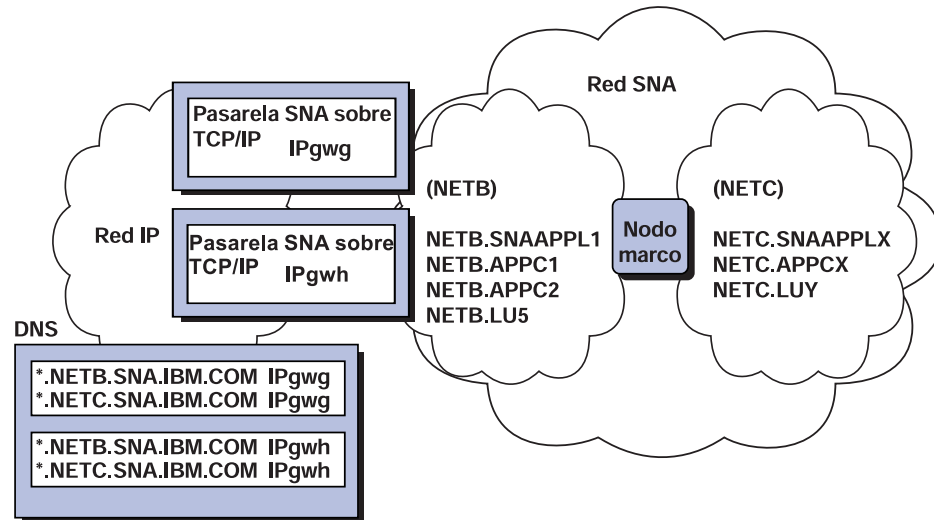 Red SNA
Pasarela SNA sobre
TCP/IP
IPgwg
(NETB)
(NETC)
Red IP
Pasarela SNA sobre
TCP/IP
IPgwh
Nodo
marco
NETB.SNAAPPL1
NETB.APPC1
NETB.APPC2
NETB.LU5
NETC.SNAAPPLX
NETC.APPCX
NETC.LUY
DNS
*.NETB.SNA.IBM.COM IPgwg
*.NETC.SNA.IBM.COM IPgwg
*.NETB.SNA.IBM.COM IPgwh
*.NETC.SNA.IBM.COM IPgwh